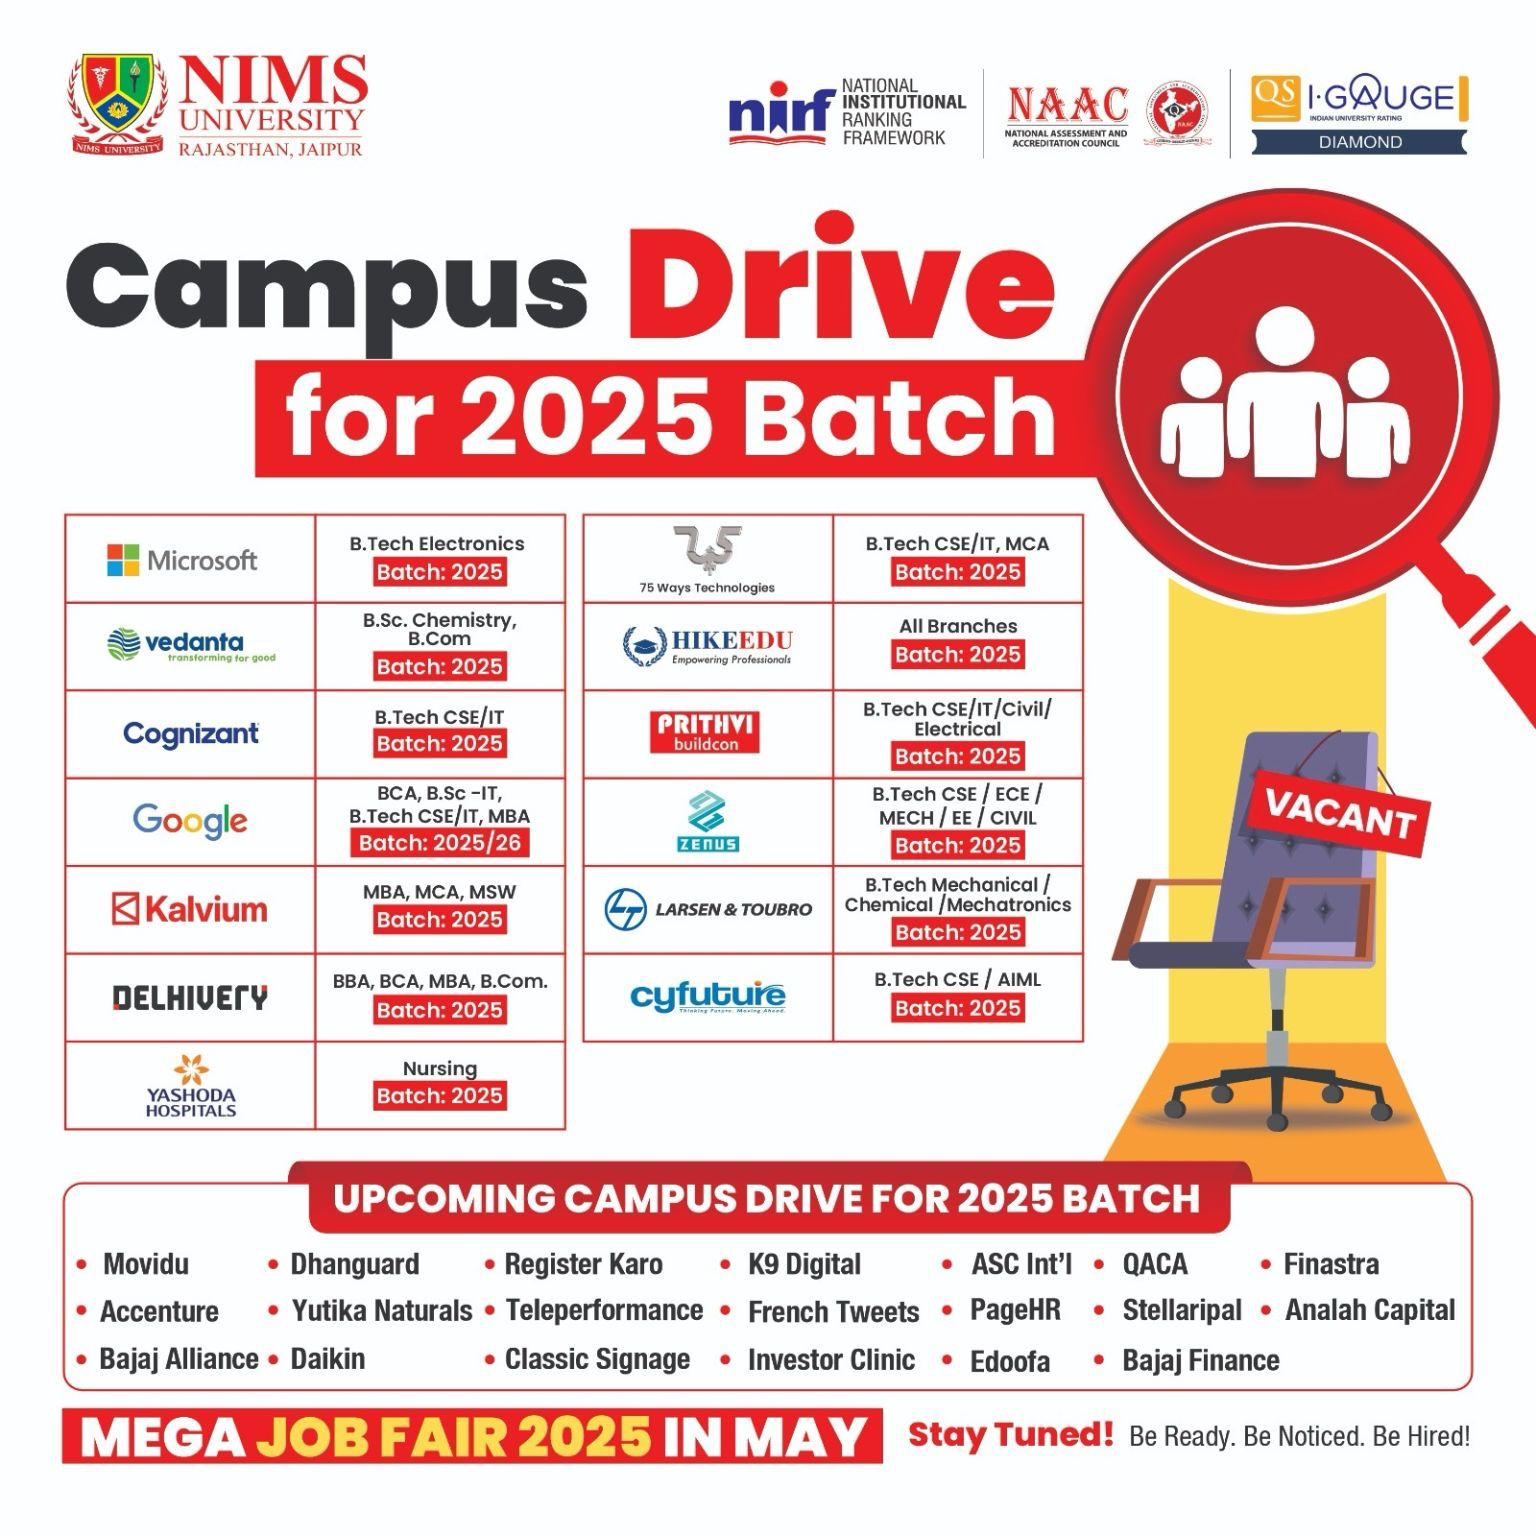 NIMS
UNIVERSITY
RAJASTHAN, JAIPUR
NIMS UNIVERSITY
nirf
NATIONAL
INSTITUTIONAL
RANKING
FRAMEWORK
NAAC
NATIONAL ASSESSMENT AND
ACCREDITATION COUNCIL
QS I·GAUGE
INDIAN UNIVERSITY RATING
DIAMOND
Campus Drive
for 2025 Batch
Microsoft
B.Tech Electronics
Batch: 2025
vedanta
transforming for good
B.Sc. Chemistry,
B.Com
Batch: 2025
Cognizant
B.Tech CSE/IT
Batch: 2025
Google
BCA, B.Sc -IT,
B.Tech CSE/IT, MBA
Batch: 2025/26
Kalvium
MBA, MCA, MSW
Batch: 2025
DELHIVERY
BBA, BCA, MBA, B.Com.
Batch: 2025
YASHODA
HOSPITALS
Nursing
Batch: 2025
75 Ways Technologies
B.Tech CSE/IT, MCA
Batch: 2025
HIKEEDU
Empowering Professionals
All Branches
Batch: 2025
PRITHVI
buildcon
B.Tech CSE/IT/Civil/
Electrical
Batch: 2025
ZENUS
B.Tech CSE / ECE /
MECH / EE / CIVIL
Batch: 2025
LARSEN & TOUBRO
B.Tech Mechanical /
Chemical /Mechatronics
Batch: 2025
cyfuture
Thinking Future. Moving Ahead.
B.Tech CSE / AIML
Batch: 2025
VACANT
UPCOMING CAMPUS DRIVE FOR 2025 BATCH
• Movidu • Dhanguard • Register Karo • K9 Digital • ASC Int'l • QACA • Finastra
• Accenture • Yutika Naturals • Teleperformance • French Tweets • PageHR • Stellaripal • Analah Capital
• Bajaj Alliance • Daikin • Classic Signage • Investor Clinic • Edoofa • Bajaj Finance
MEGA JOB FAIR 2025 IN MAY
Stay Tuned! Be Ready. Be Noticed. Be Hired!